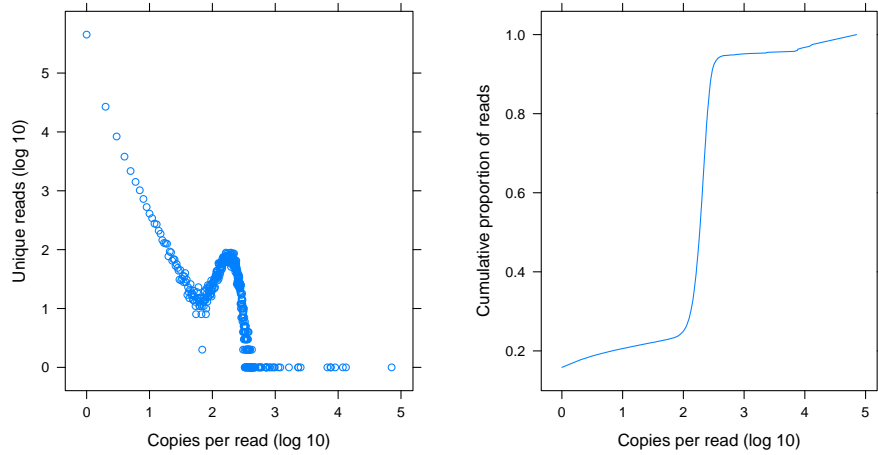 Unique reads (log 10)
5
4
3
2
1
0
0 1 2 3 4 5
Copies per read (log 10)
Cumulative proportion of reads
1.0
0.8
0.6
0.4
0.2
0 1 2 3 4 5
Copies per read (log 10)